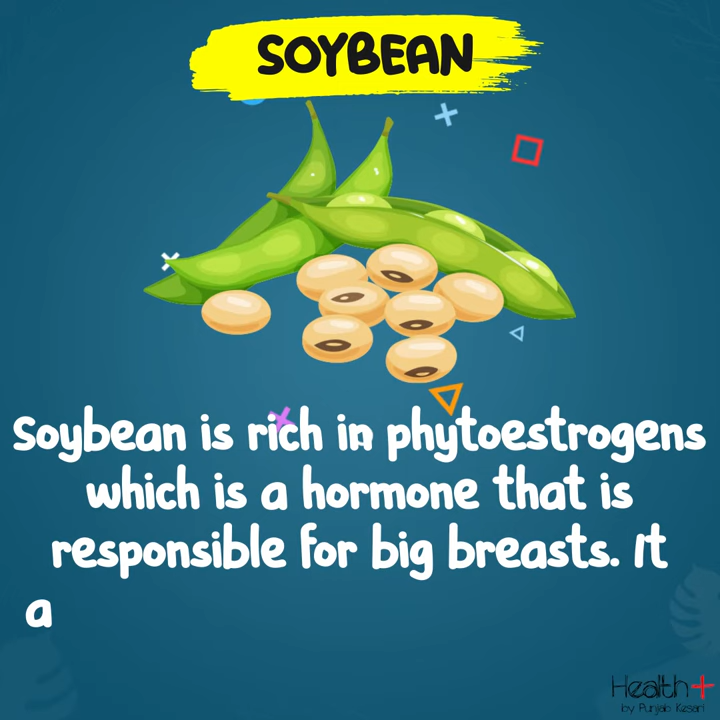 SOYBEAN
Soybean is rich in phytoestrogens
which is a hormone that is
responsible for big breasts. It
a
Health+
by Punjab Kesari